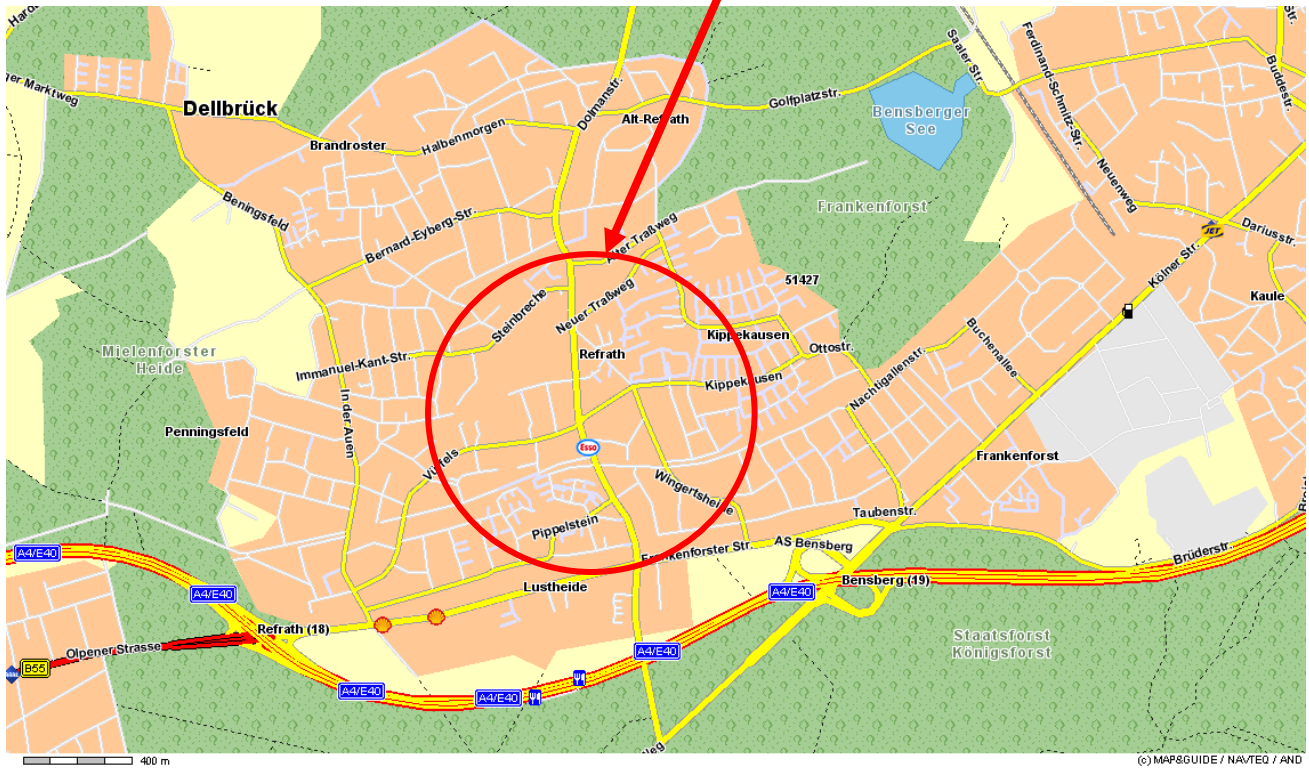 Saaler Str.
Ferdinand-Schmitz-Str.
Buddestr.
Str.
Marktweg
Dellbrück
Dolmanstr.
Golfplatzstr.
Alt-Refrath
Bensberger
See
Brandroster
Halbenmorgen
Neuenweg
Beningsfeld
Bernard-Eyberg-Str.
Frankenforst
Alter Traßweg
JET
Dariusstr.
51427
Kölner Str.
Kaule
Steinbreche
Neuer Traßweg
Kippekausen
Buchenallee
Mielenforster
Heide
Immanuel-Kant-Str.
Refrath
Ottostr.
Nachtigallenstr.
Kippekausen
In der Auen
Penningsfeld
Esso
Vürfels
Wingertsheide
Frankenforst
Pippelstein
Taubenstr.
AS Bensberg
Frankenforster Str.
Brüderstr.
A4/E40
A4/E40
Lustheide
A4/E40
Bensberg (19)
Refrath (18)
Olpener Strasse
B55
A4/E40
Staatsforst
Königsforst
A4/E40
A4/E40
400 m
(c) MAP&GUIDE / NAVTEQ / AND